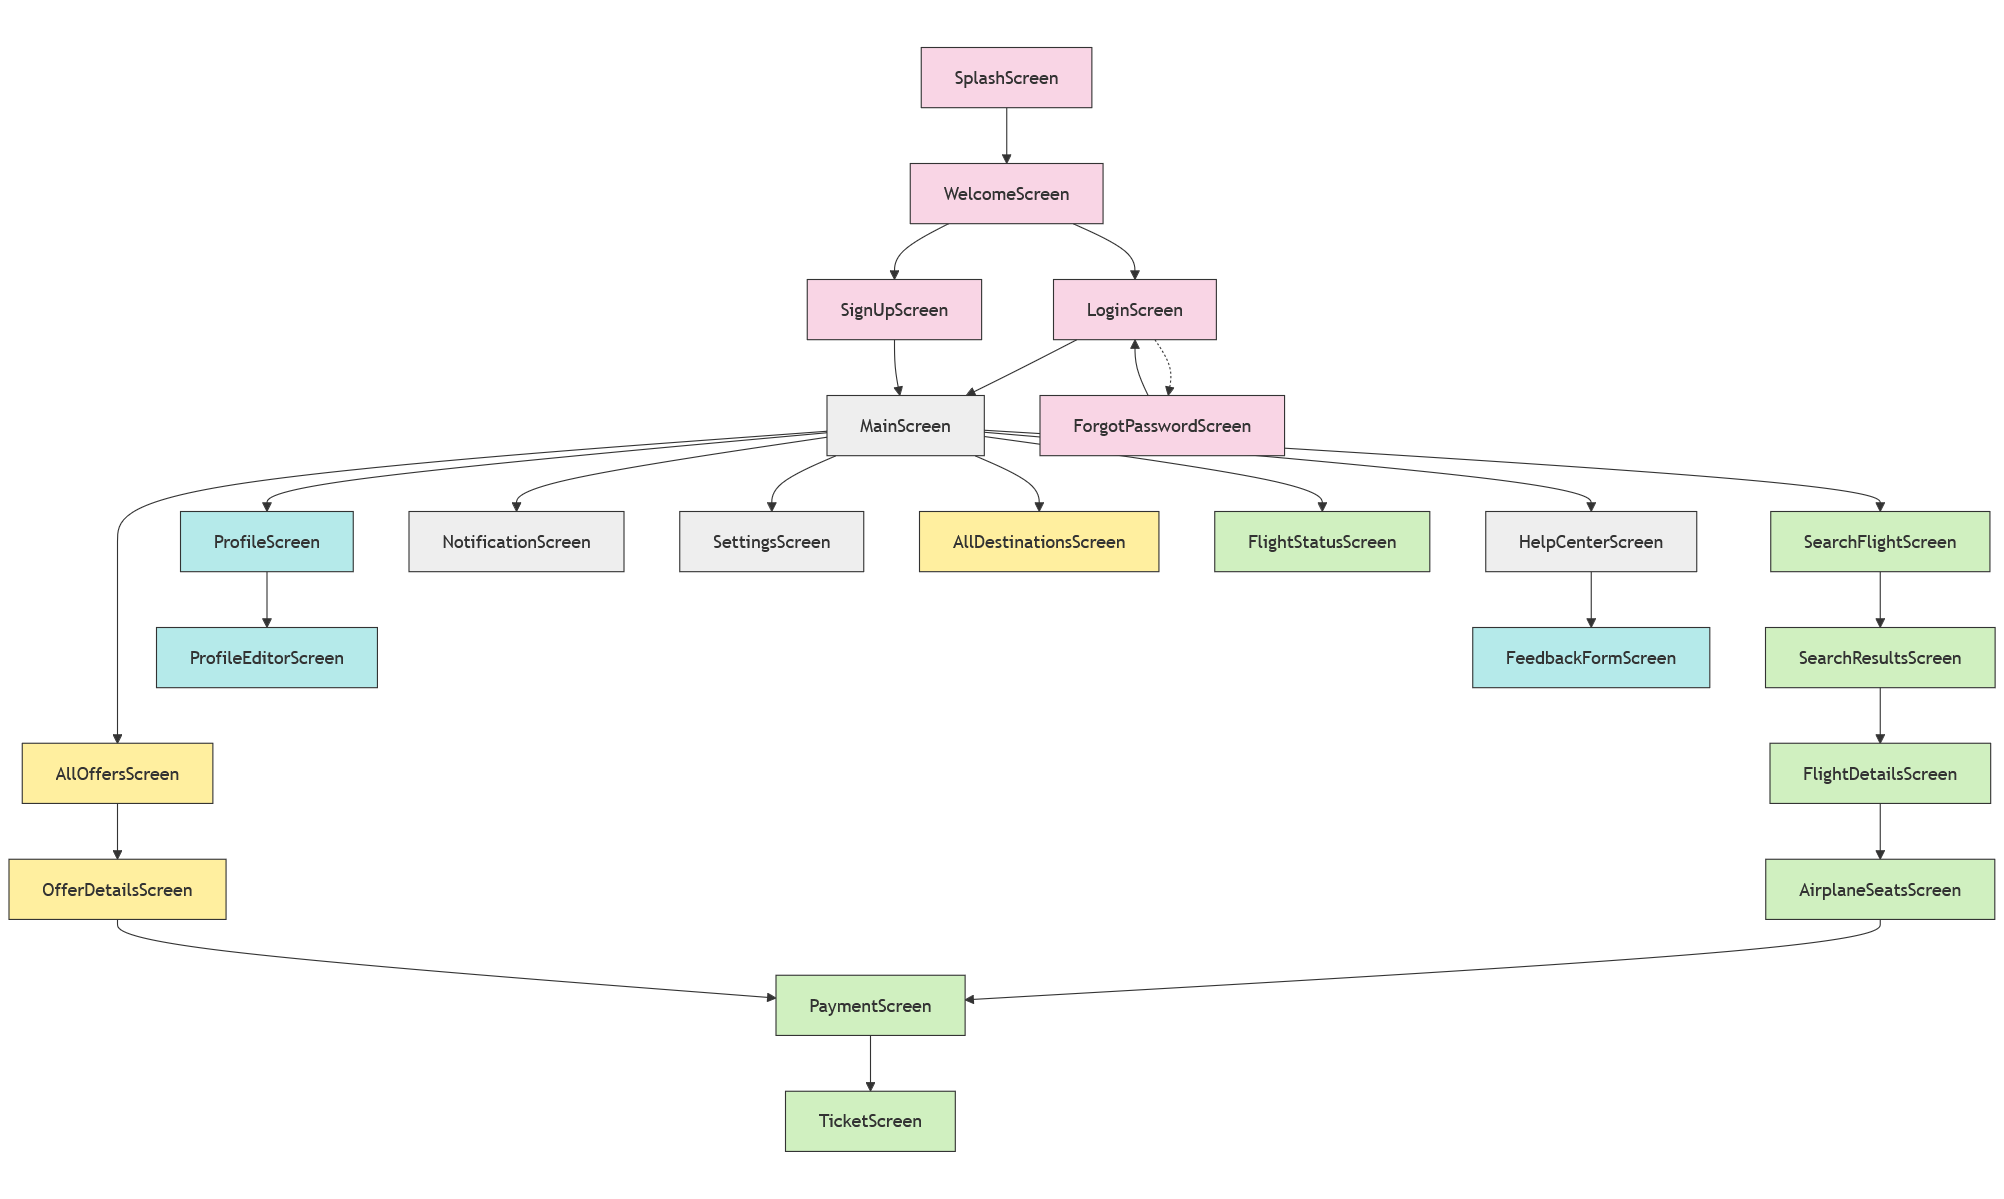 SplashScreen
WelcomeScreen
SignUpScreen
LoginScreen
MainScreen
ForgotPasswordScreen
ProfileScreen
NotificationScreen
SettingsScreen
AllDestinationsScreen
FlightStatusScreen
HelpCenterScreen
SearchFlightScreen
ProfileEditorScreen
FeedbackFormScreen
SearchResultsScreen
AllOffersScreen
FlightDetailsScreen
OfferDetailsScreen
AirplaneSeatsScreen
PaymentScreen
TicketScreen